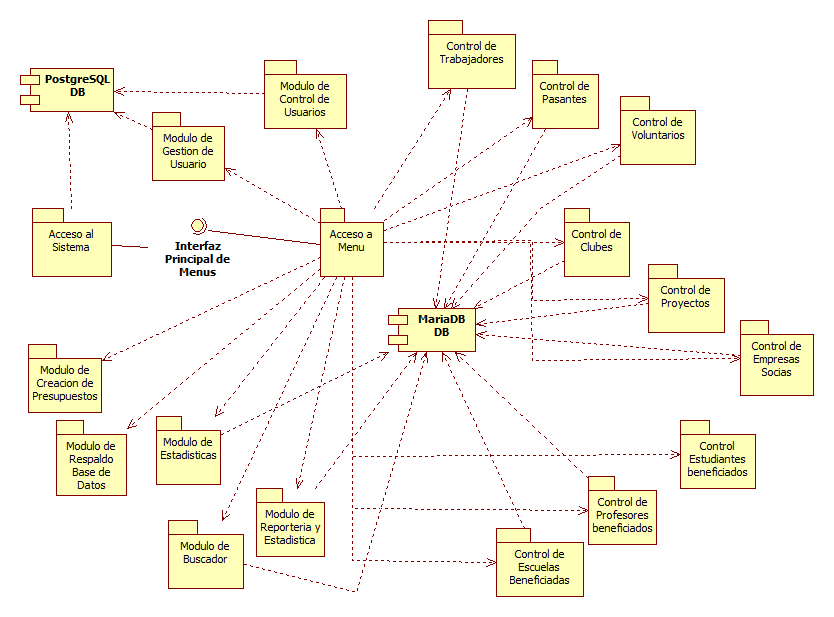 Control de
Trabajadores
PostgreSQL
DB
Modulo de
Control de
Usuarios
Control de
Pasantes
Control de
Voluntarios
Modulo de
Gestion de
Usuario
Acceso al
Sistema
Interfaz
Principal de
Menus
Acceso a
Menu
Control de
Clubes
Control de
Proyectos
MariaDB
DB
Control de
Empresas
Socias
Modulo de
Creacion de
Presupuestos
Modulo de
Respaldo
Base de
Datos
Modulo de
Estadisticas
Control
Estudiantes
beneficiados
Modulo de
Reporteria y
Estadistica
Control de
Profesores
beneficiados
Modulo de
Buscador
Control de
Escuelas
Beneficiadas